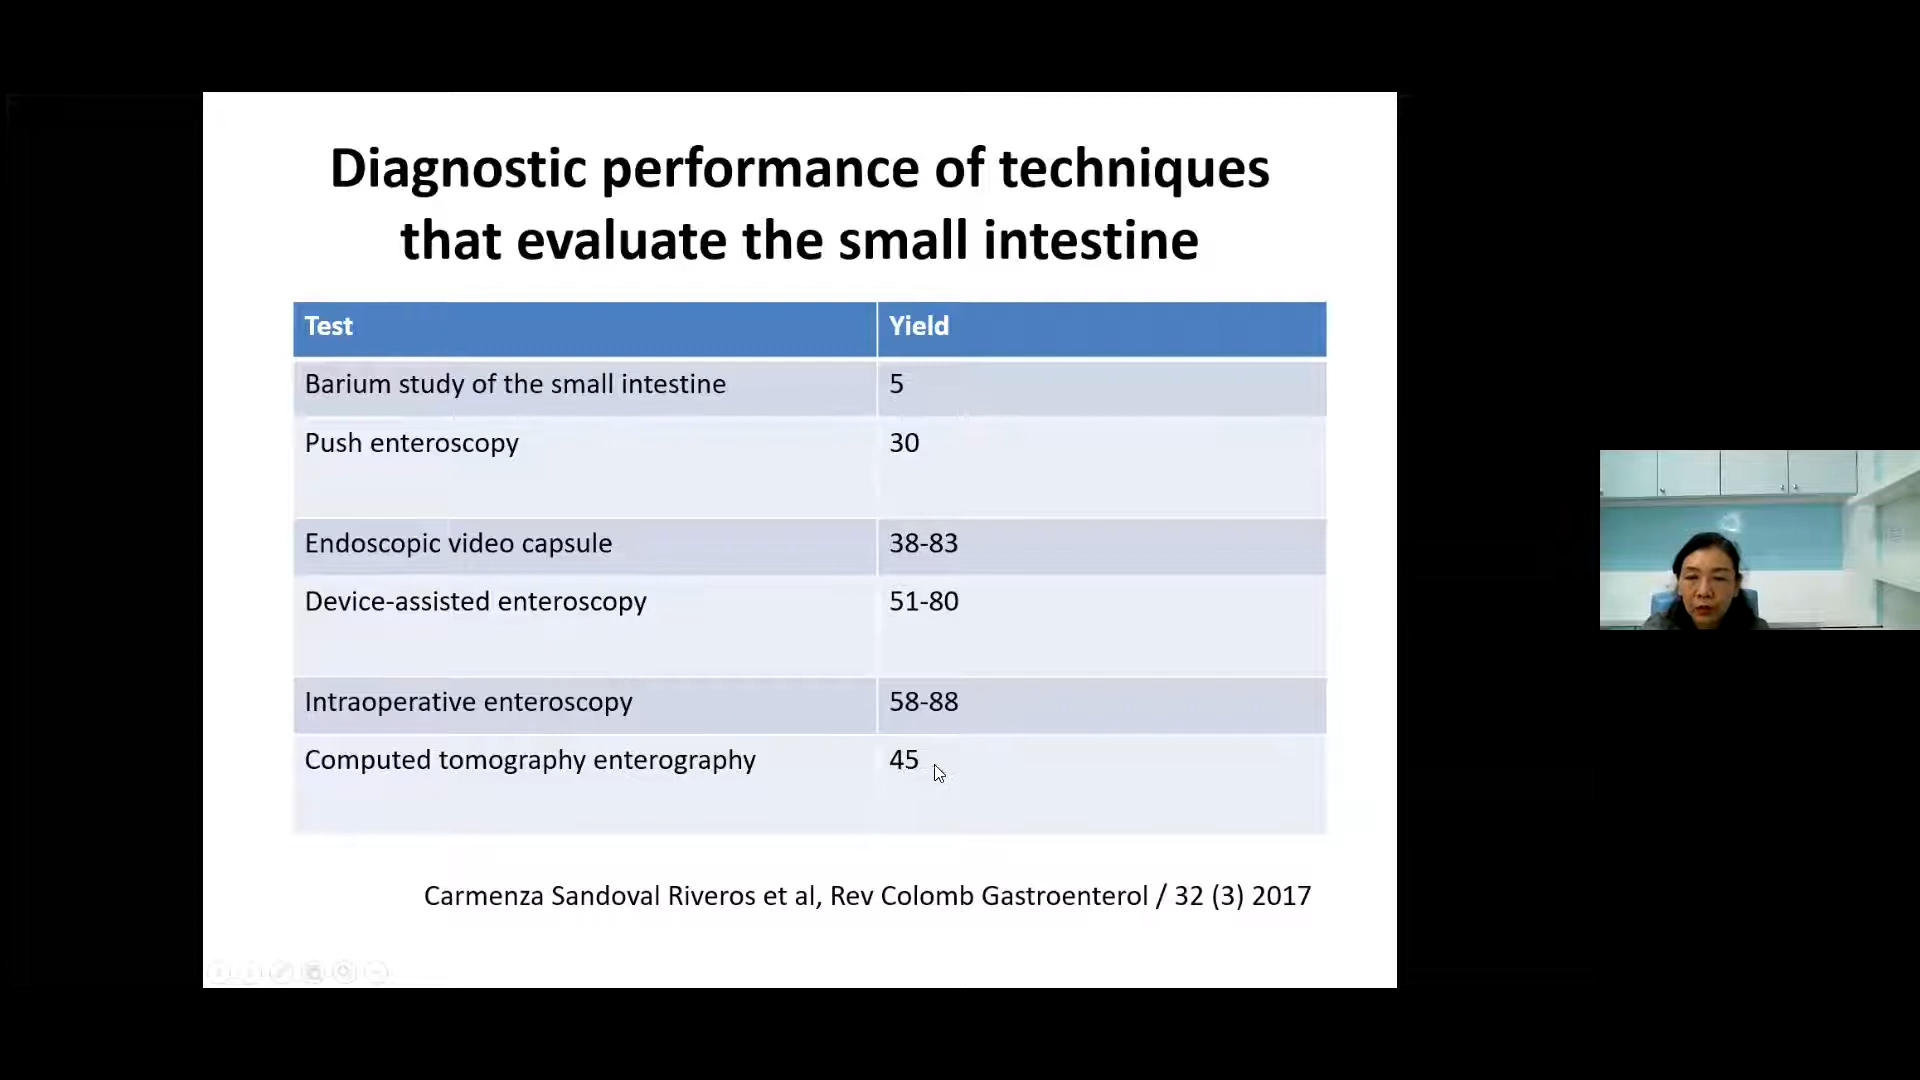 Diagnostic performance of techniques
that evaluate the small intestine
Test Yield
Barium study of the small intestine 5
Push enteroscopy 30
Endoscopic video capsule 38-83
Device-assisted enteroscopy 51-80
Intraoperative enteroscopy 58-88
Computed tomography enterography 45
Carmenza Sandoval Riveros et al, Rev Colomb Gastroenterol / 32 (3) 2017